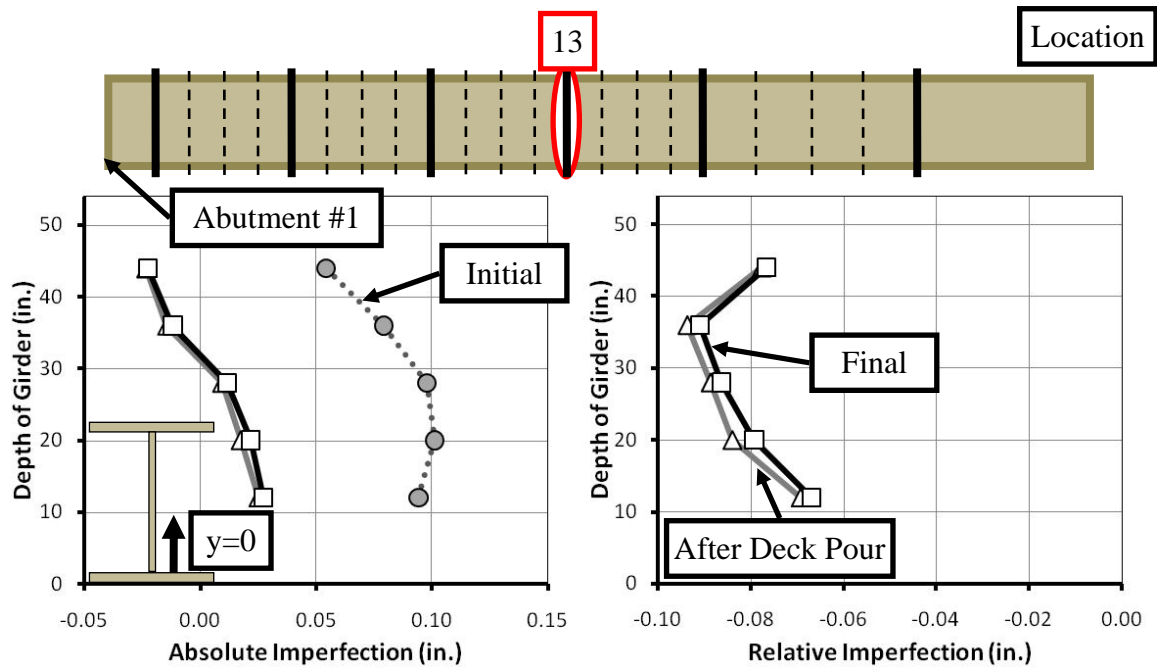 13
Location
Abutment #1
Initial
y=0
Depth of Girder (in.)
50
40
30
20
10
0
-0.05
0.00
0.05
0.10
0.15
Absolute Imperfection (in.)
Final
After Deck Pour
Depth of Girder (in.)
50
40
30
20
10
0
-0.10
-0.08
-0.06
-0.04
-0.02
0.00
Relative Imperfection (in.)